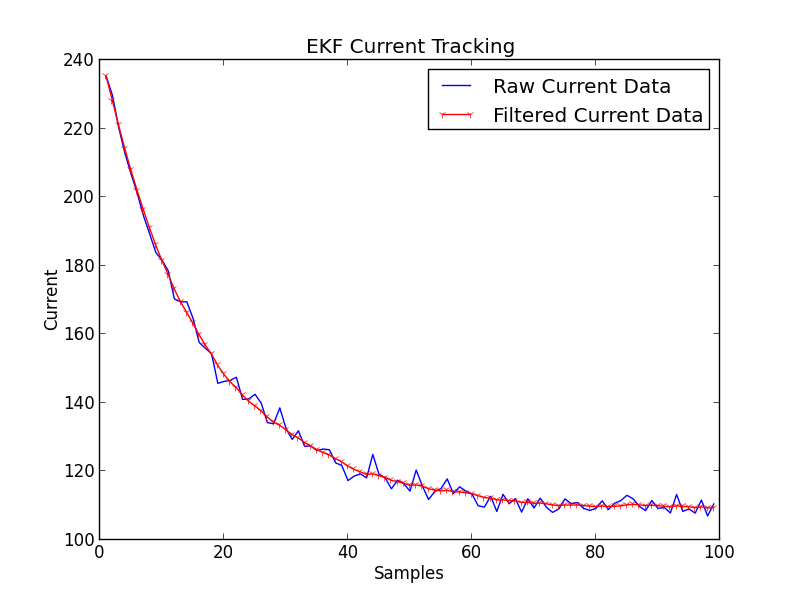 EKF Current Tracking
Raw Current Data
Filtered Current Data
240
220
200
180
160
140
120
100
Current
0 20 40 60 80 100
Samples